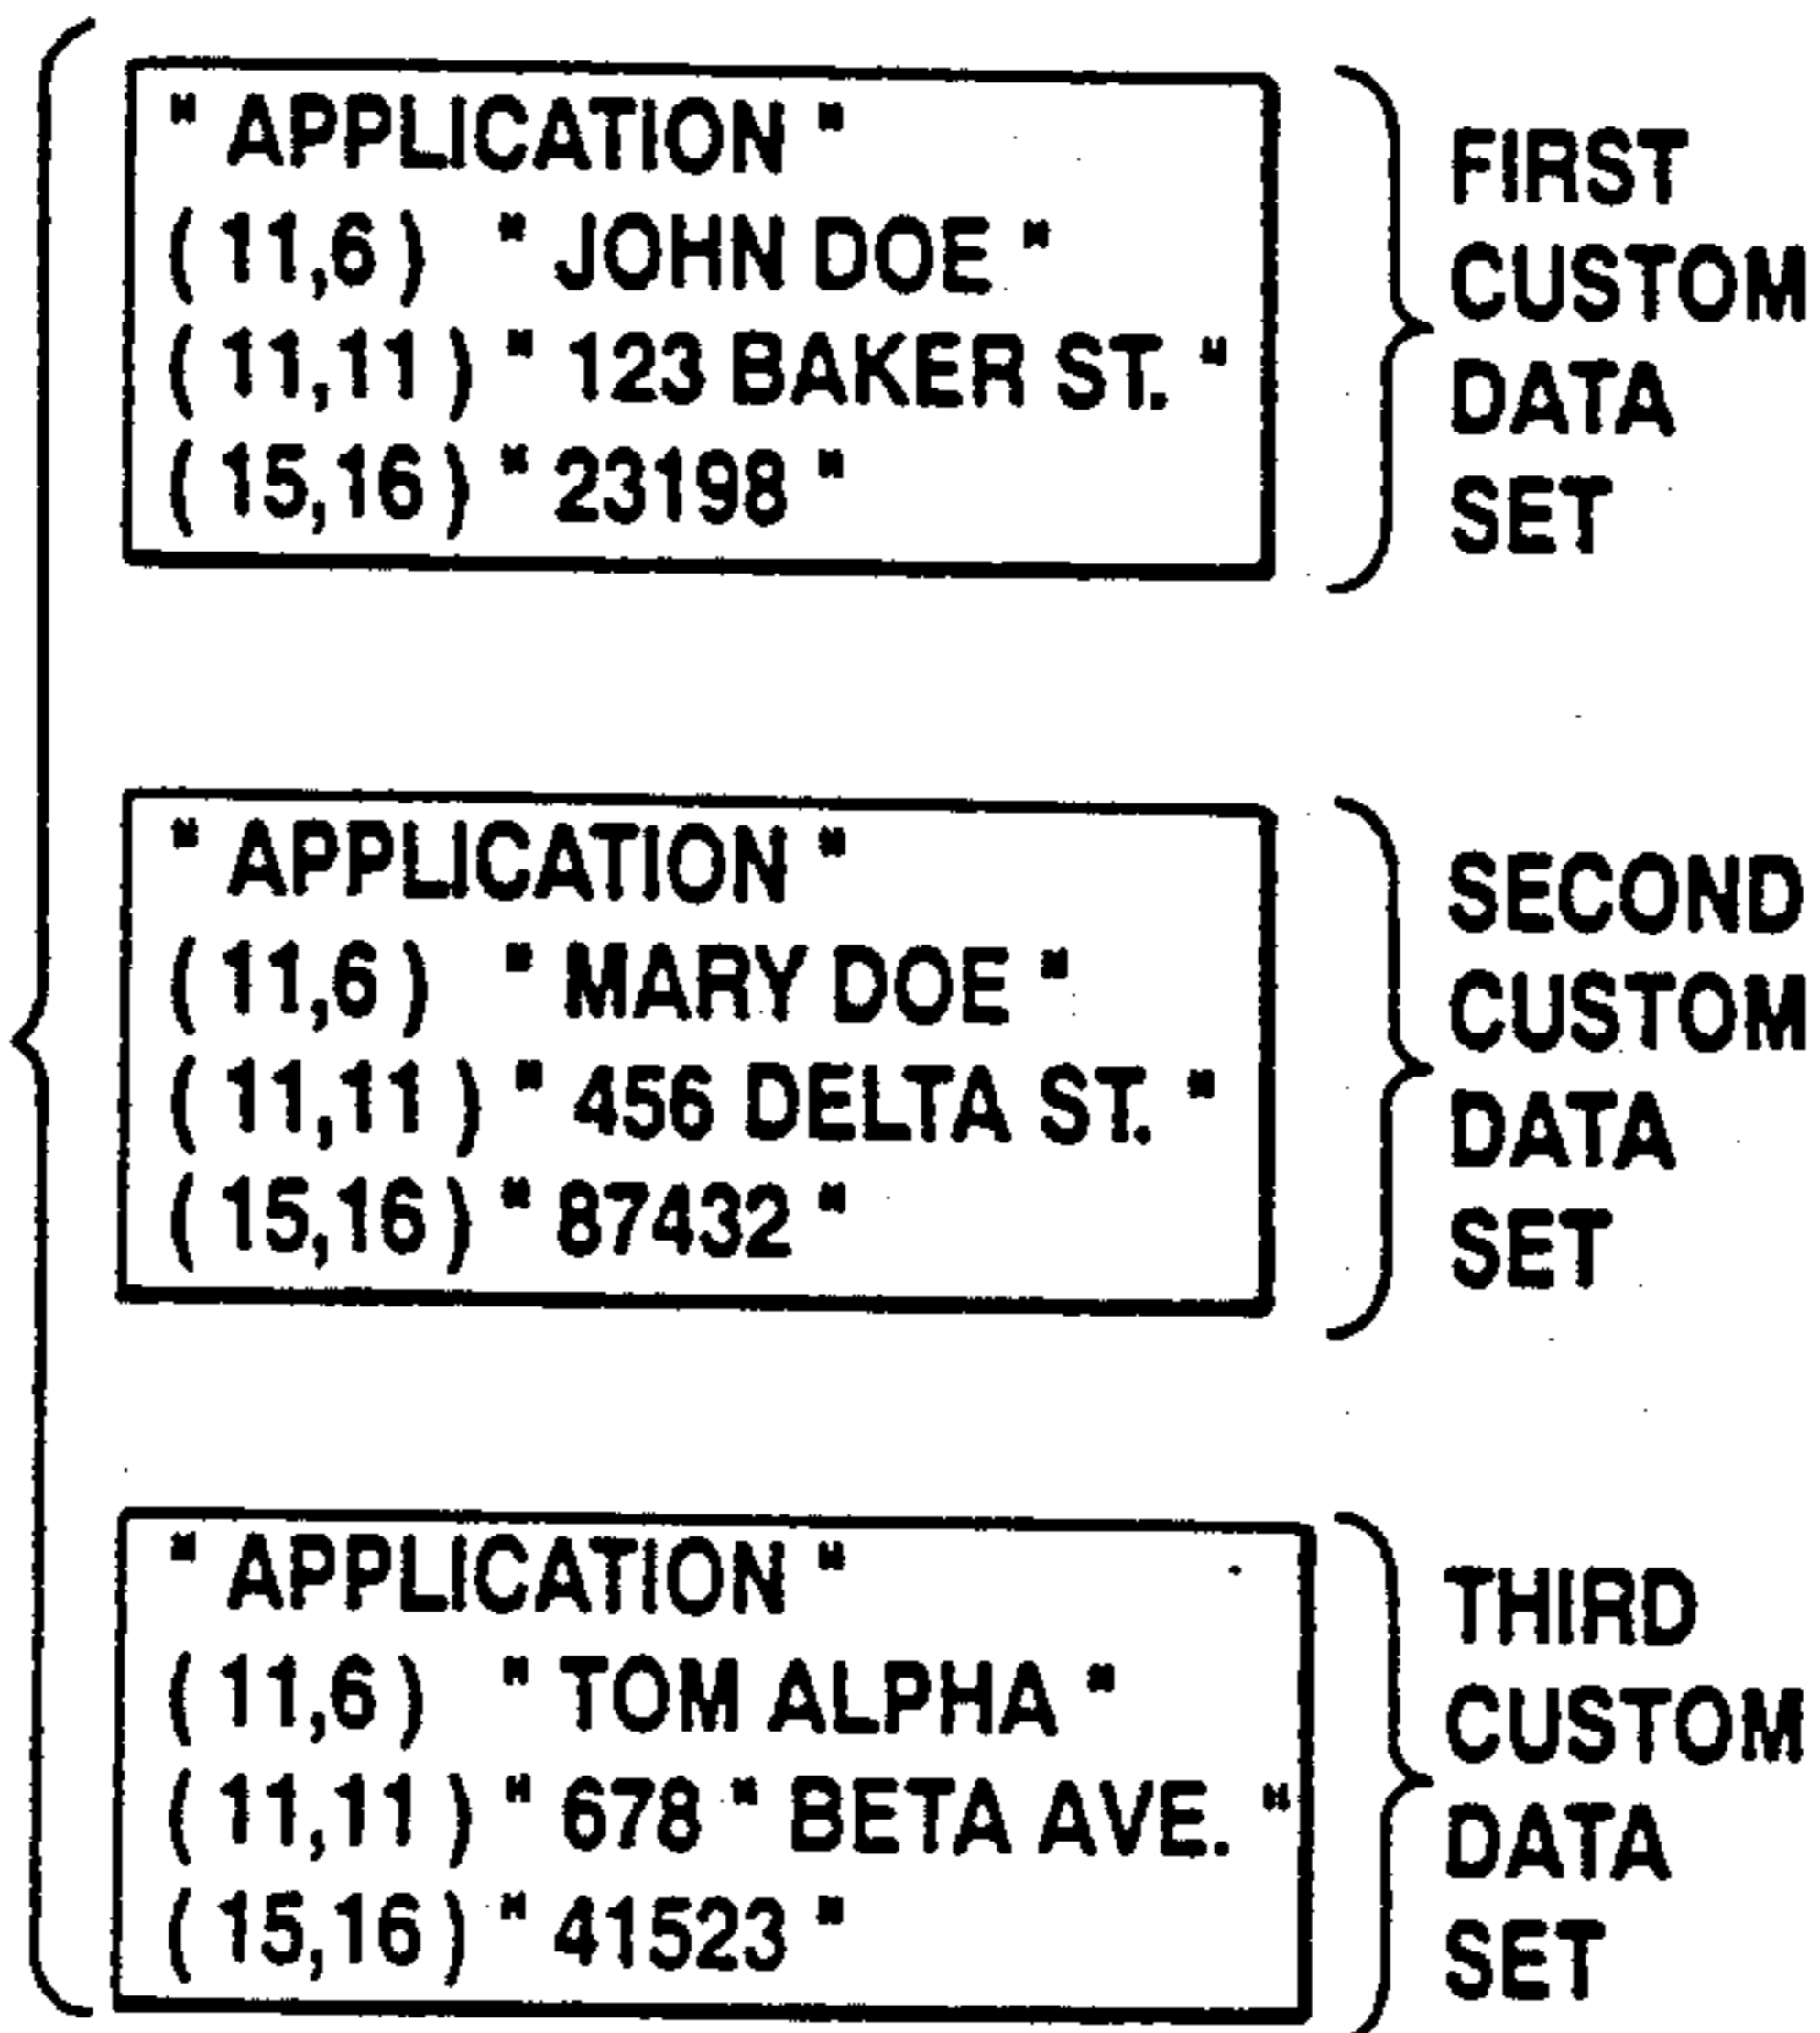 " APPLICATION "
( 11,6 ) " JOHN DOE "
( 11,11 ) " 123 BAKER ST. "
( 15,16 ) " 23198 "
FIRST
CUSTOM
DATA
SET
" APPLICATION "
( 11,6 ) " MARY DOE "
( 11,11 ) " 456 DELTA ST. "
( 15,16 ) " 87432 "
SECOND
CUSTOM
DATA
SET
" APPLICATION "
( 11,6 ) " TOM ALPHA "
( 11,11 ) " 678 " BETA AVE. "
( 15,16 ) " 41523 "
THIRD
CUSTOM
DATA
SET